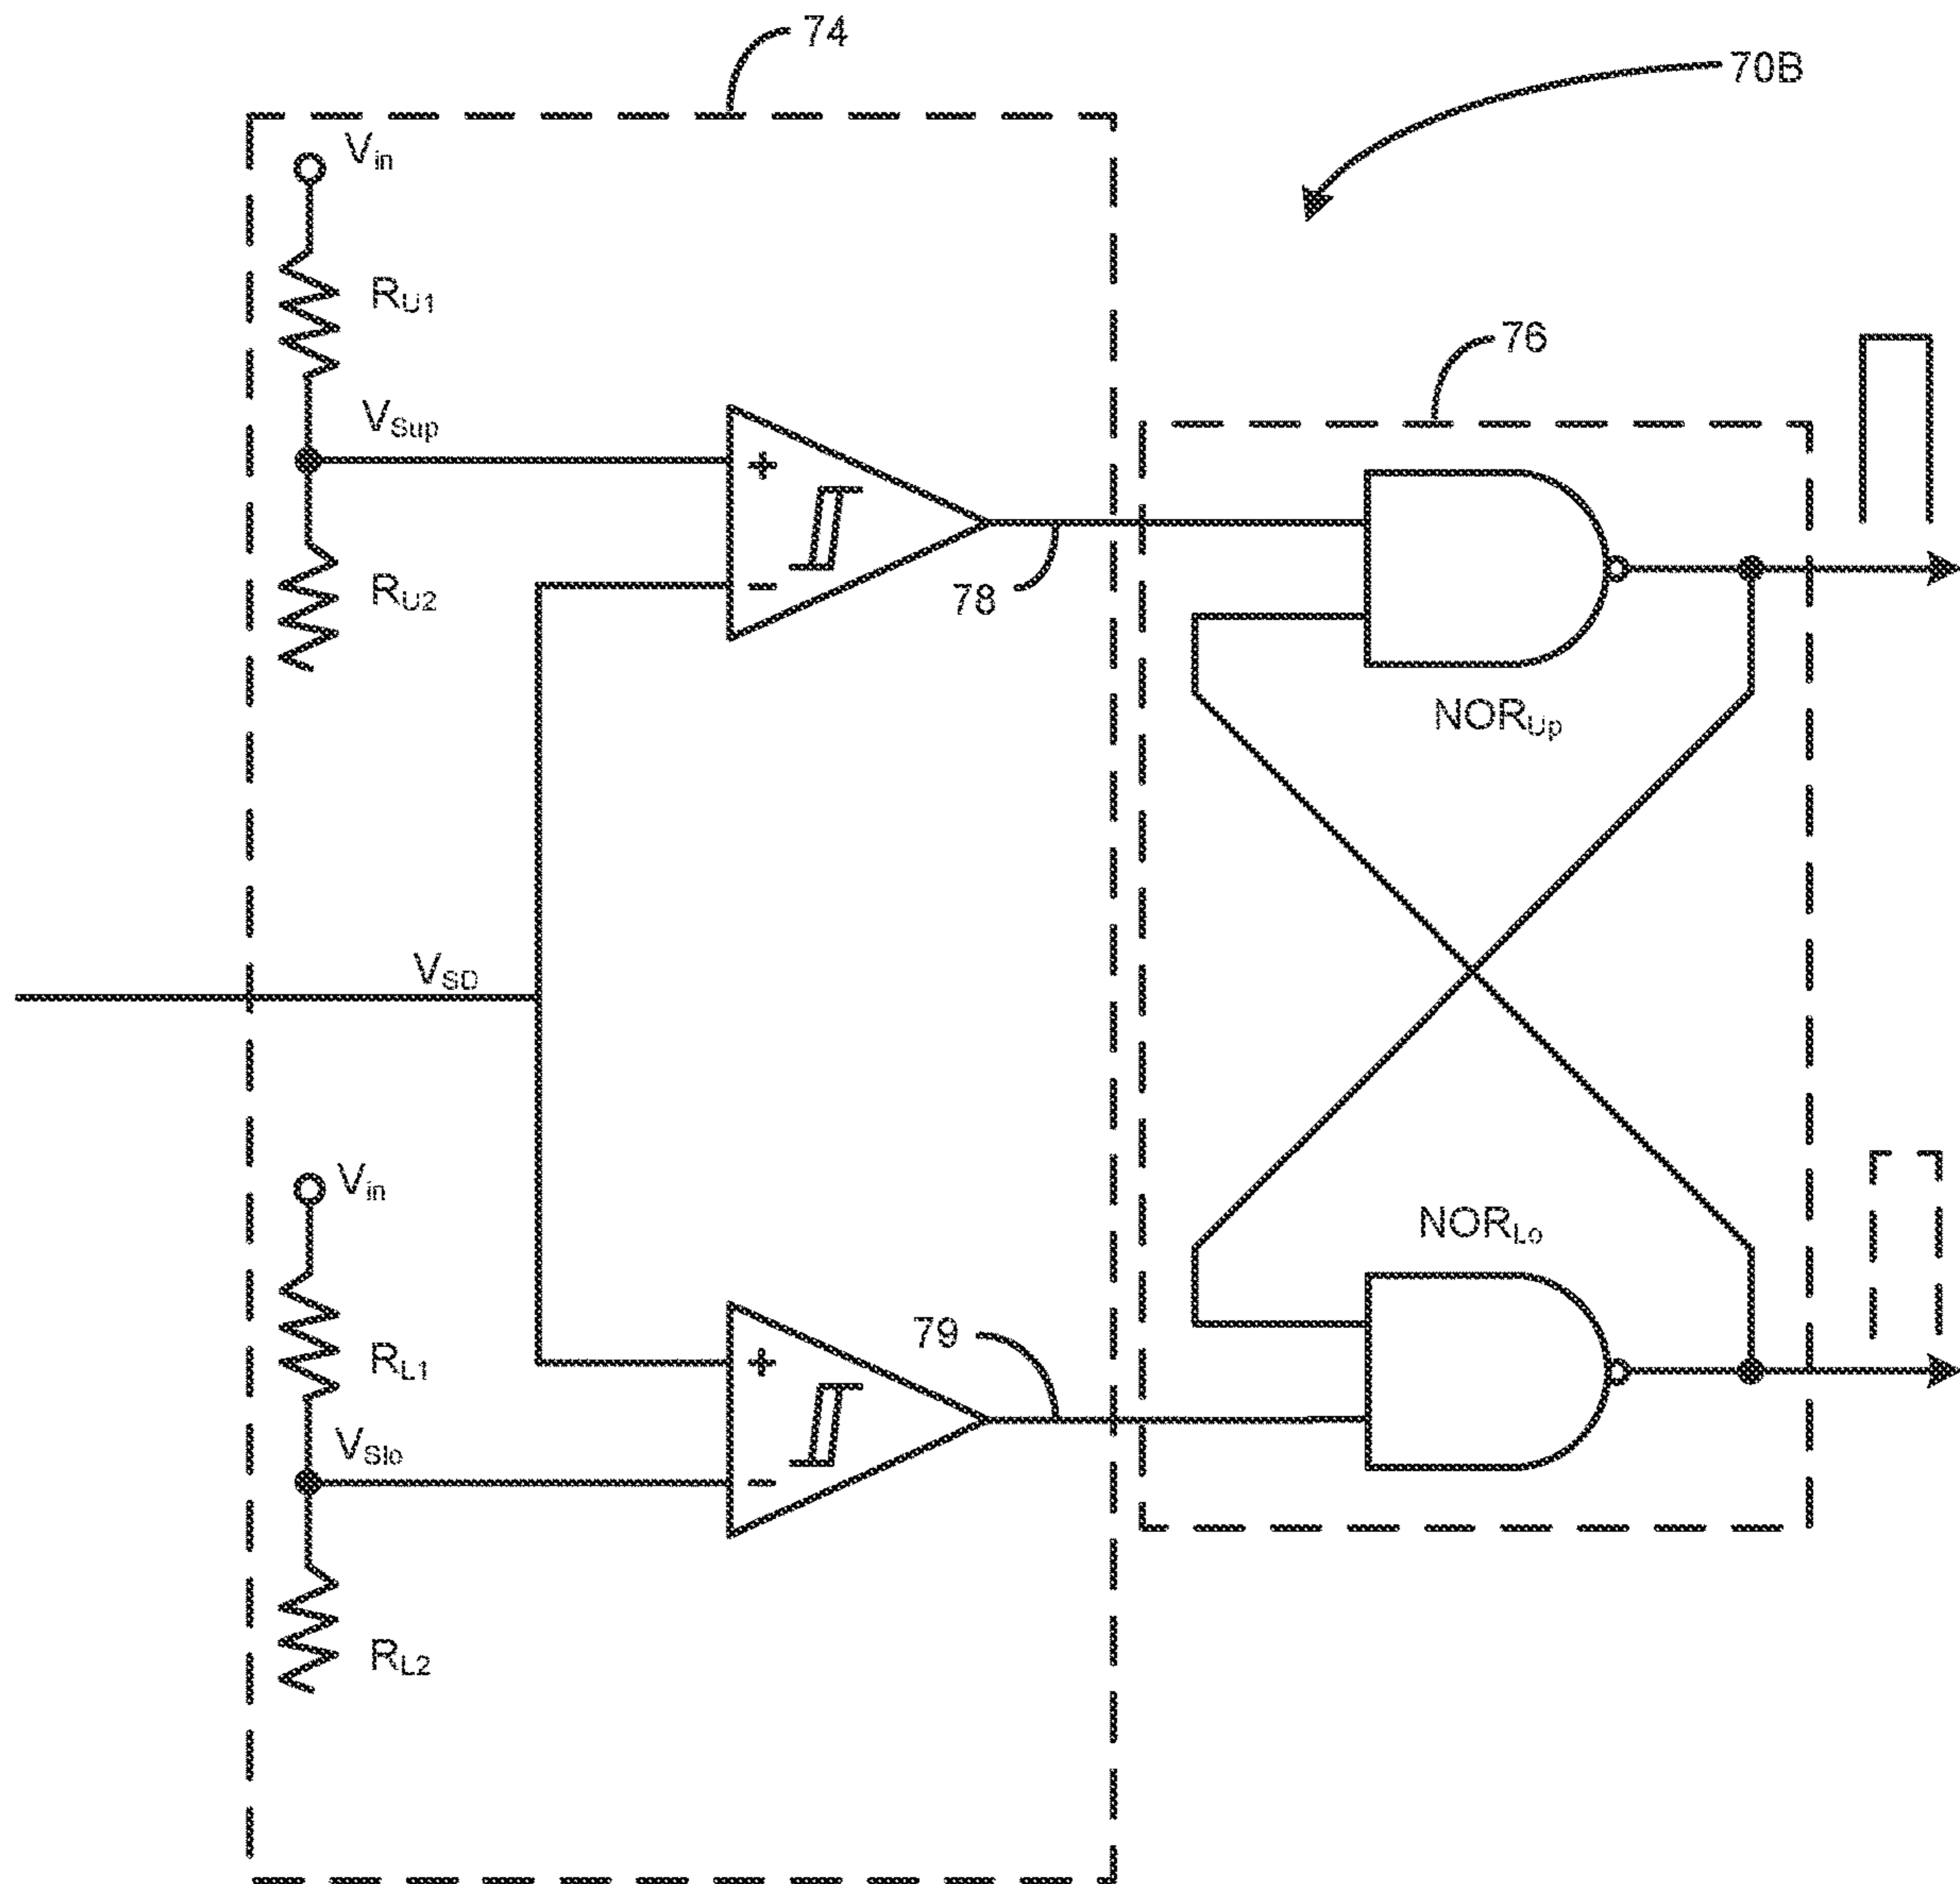 74
70B
Vin
RU1
76
VSup
+
-
78
RU2
NORUp
VSD
Vin
NORLo
79
+
RL1
VSlo
-
RL2